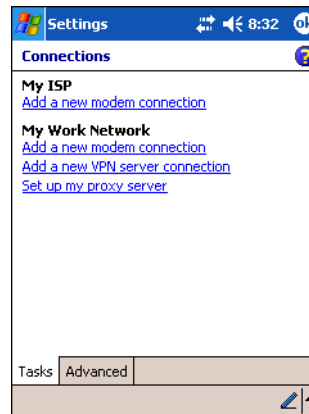 Settings 8:32 ok
Connections ?
My ISP
Add a new modem connection
My Work Network
Add a new modem connection
Add a new VPN server connection
Set up my proxy server
Tasks Advanced